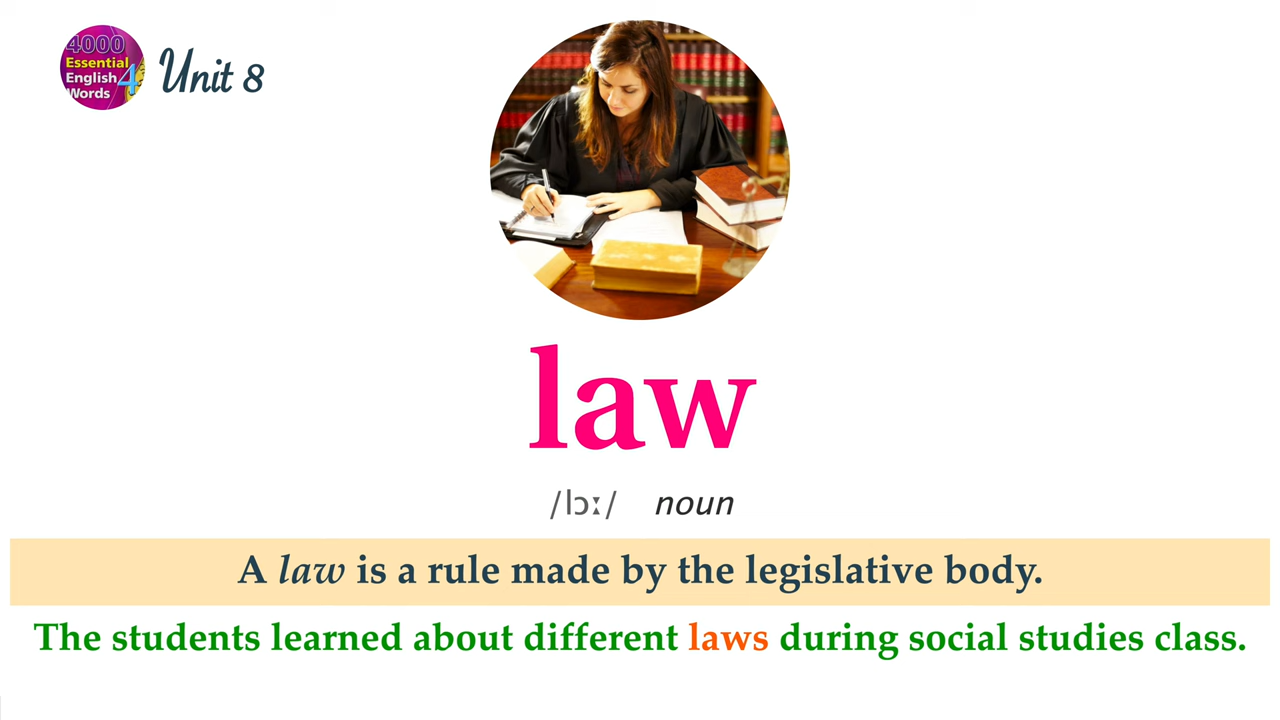 4000
Essential
English
Words
4
Unit 8
law
/lɔː/ noun
A law is a rule made by the legislative body.
The students learned about different laws during social studies class.